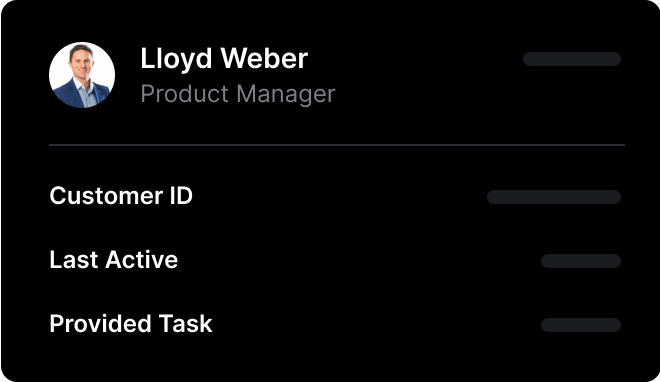 Lloyd Weber
Product Manager
Customer ID
Last Active
Provided Task